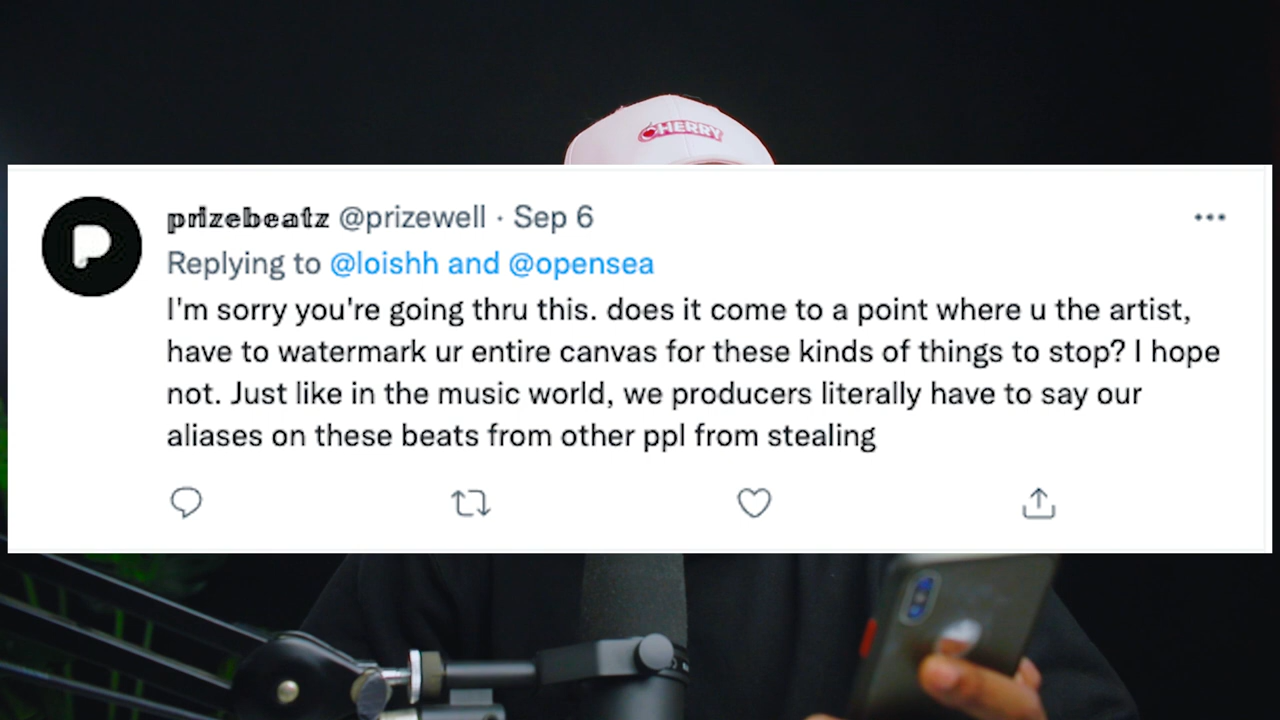 CHERRY
prizebeatz @prizewell · Sep 6
Replying to @loishh and @opensea
I'm sorry you're going thru this. does it come to a point where u the artist,
have to watermark ur entire canvas for these kinds of things to stop? I hope
not. Just like in the music world, we producers literally have to say our
aliases on these beats from other ppl from stealing